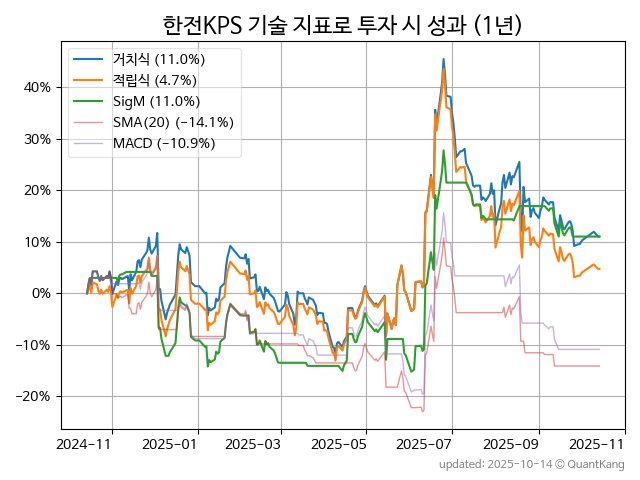 한전KPS 기술 지표로 투자 시 성과 (1년)
거치식 (11.0%)
적립식 (4.7%)
SigM (11.0%)
SMA(20) (−14.1%)
MACD (−10.9%)
40%
30%
20%
10%
0%
−10%
−20%
2024-11 2025-01 2025-03 2025-05 2025-07 2025-09 2025-11
updated: 2025-10-14 © QuantKang